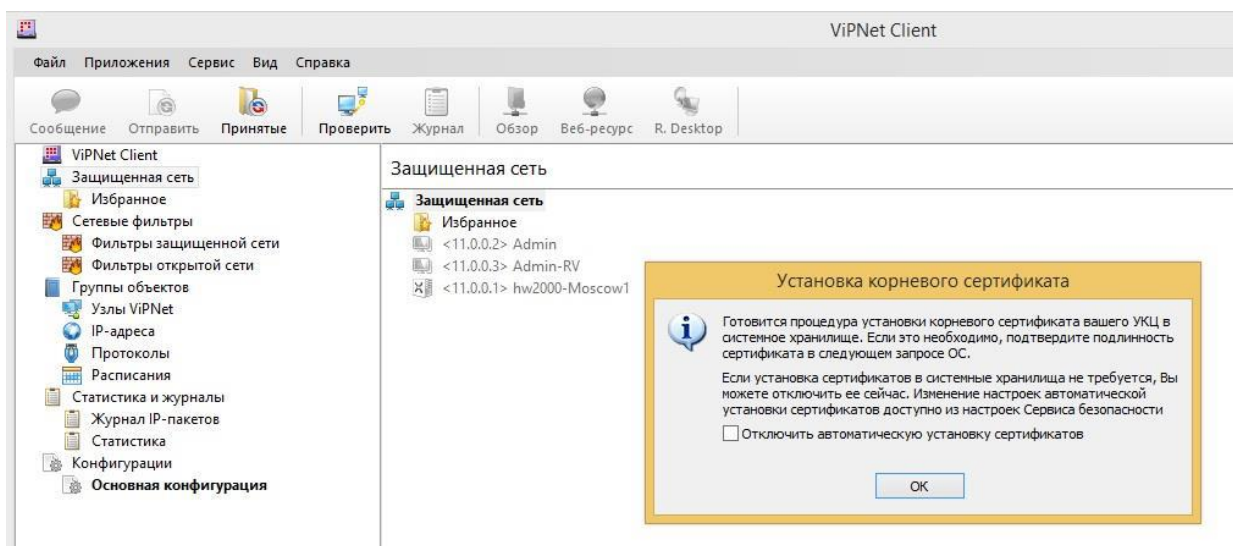 ViPNet Client
Файл Приложения Сервис Вид Справка
Сообщение Отправить Принятые Проверить Журнал Обзор Веб-ресурс R. Desktop
ViPNet Client
Защищенная сеть
Избранное
Сетевые фильтры
Фильтры защищенной сети
Фильтры открытой сети
Группы объектов
Узлы ViPNet
IP-адреса
Протоколы
Расписания
Статистика и журналы
Журнал IP-пакетов
Статистика
Конфигурации
Основная конфигурация
Защищенная сеть
Защищенная сеть
Избранное
<11.0.0.2> Admin
<11.0.0.3> Admin-RV
<11.0.0.1> hw2000-Moscow1
Установка корневого сертификата
Готовится процедура установки корневого сертификата вашего УКЦ в
системное хранилище. Если это необходимо, подтвердите подлинность
сертификата в следующем запросе ОС.
Если установка сертификатов в системные хранилища не требуется, Вы
можете отключить ее сейчас. Изменение настроек автоматической
установки сертификатов доступно из настроек Сервиса безопасности
Отключить автоматическую установку сертификатов
OK